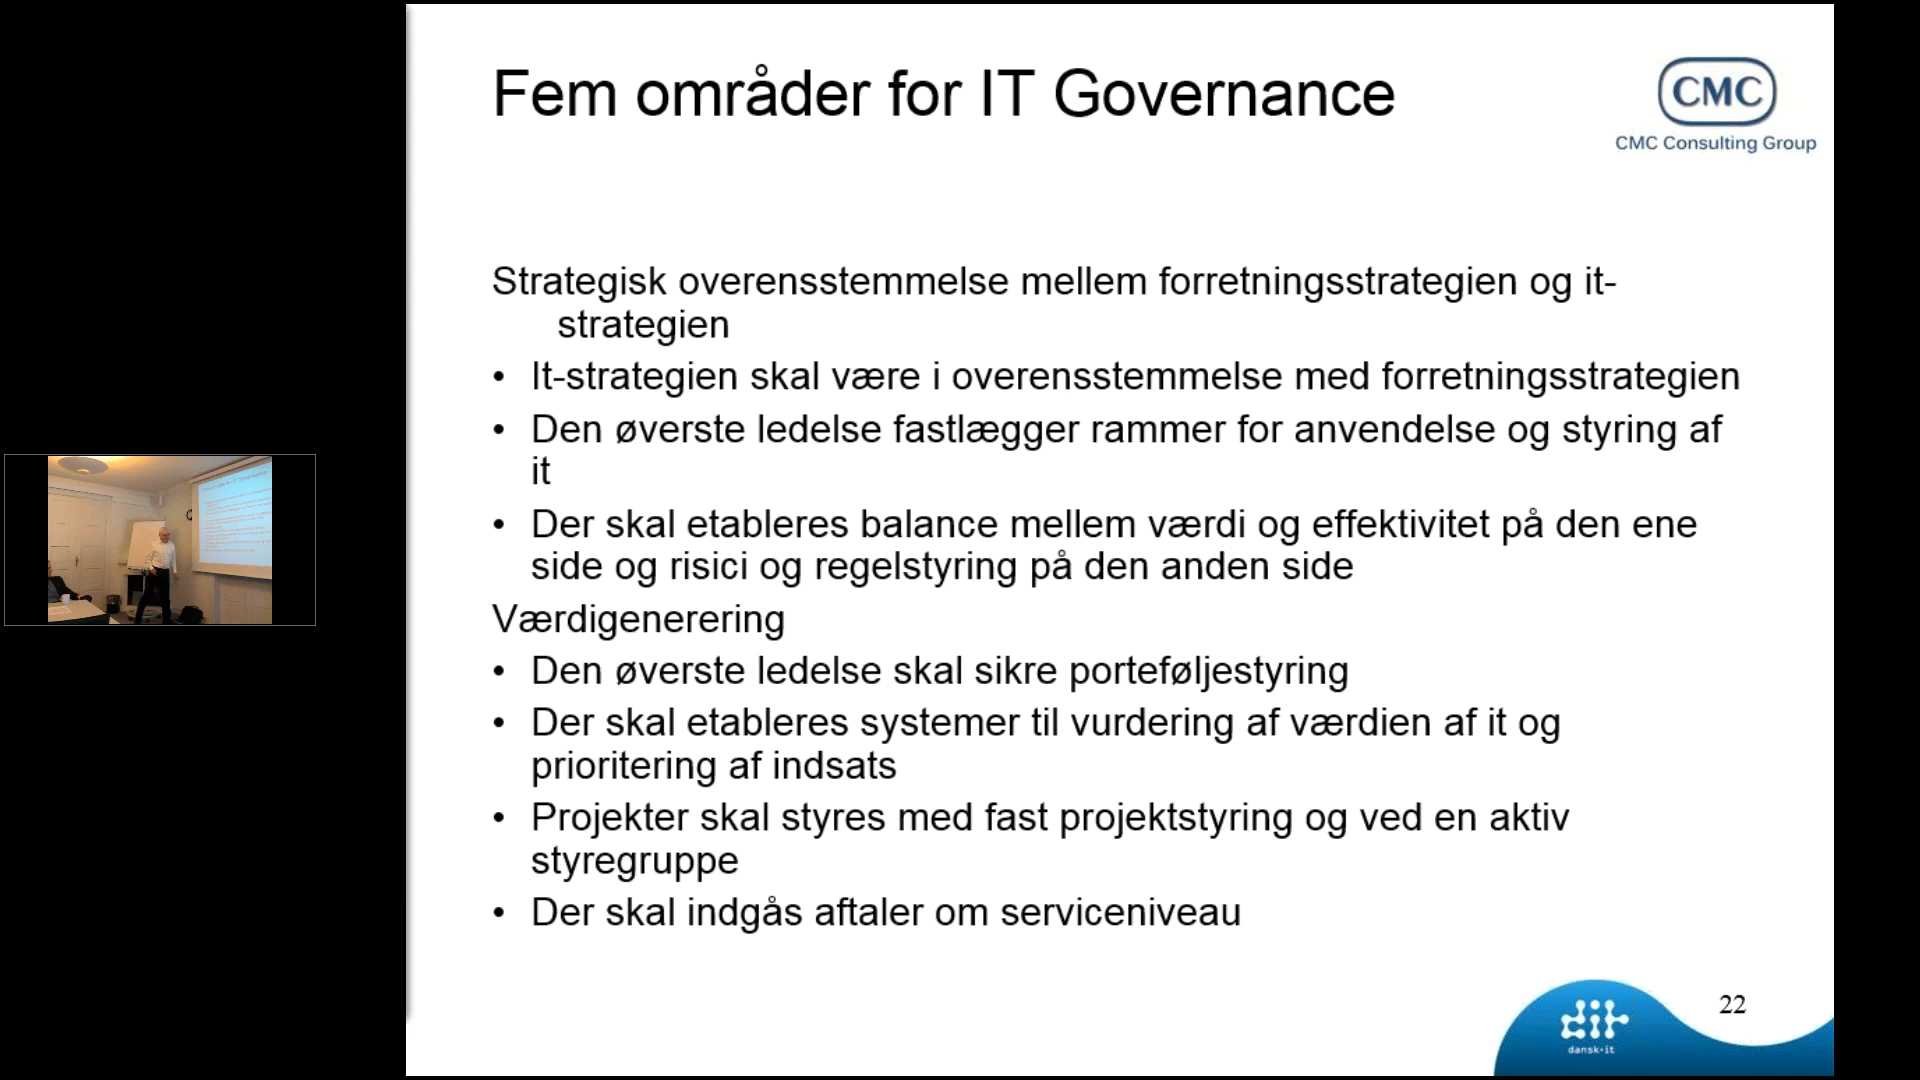 Fem områder for IT Governance
CMC
CMC Consulting Group
Strategisk overensstemmelse mellem forretningsstrategien og it-
strategien
• It-strategien skal være i overensstemmelse med forretningsstrategien
• Den øverste ledelse fastlægger rammer for anvendelse og styring af
it
• Der skal etableres balance mellem værdi og effektivitet på den ene
side og risici og regelstyring på den anden side
Værdigenerering
• Den øverste ledelse skal sikre porteføljestyring
• Der skal etableres systemer til vurdering af værdien af it og
prioritering af indsats
• Projekter skal styres med fast projektstyring og ved en aktiv
styregruppe
• Der skal indgås aftaler om serviceniveau
22
dit
dansk-it